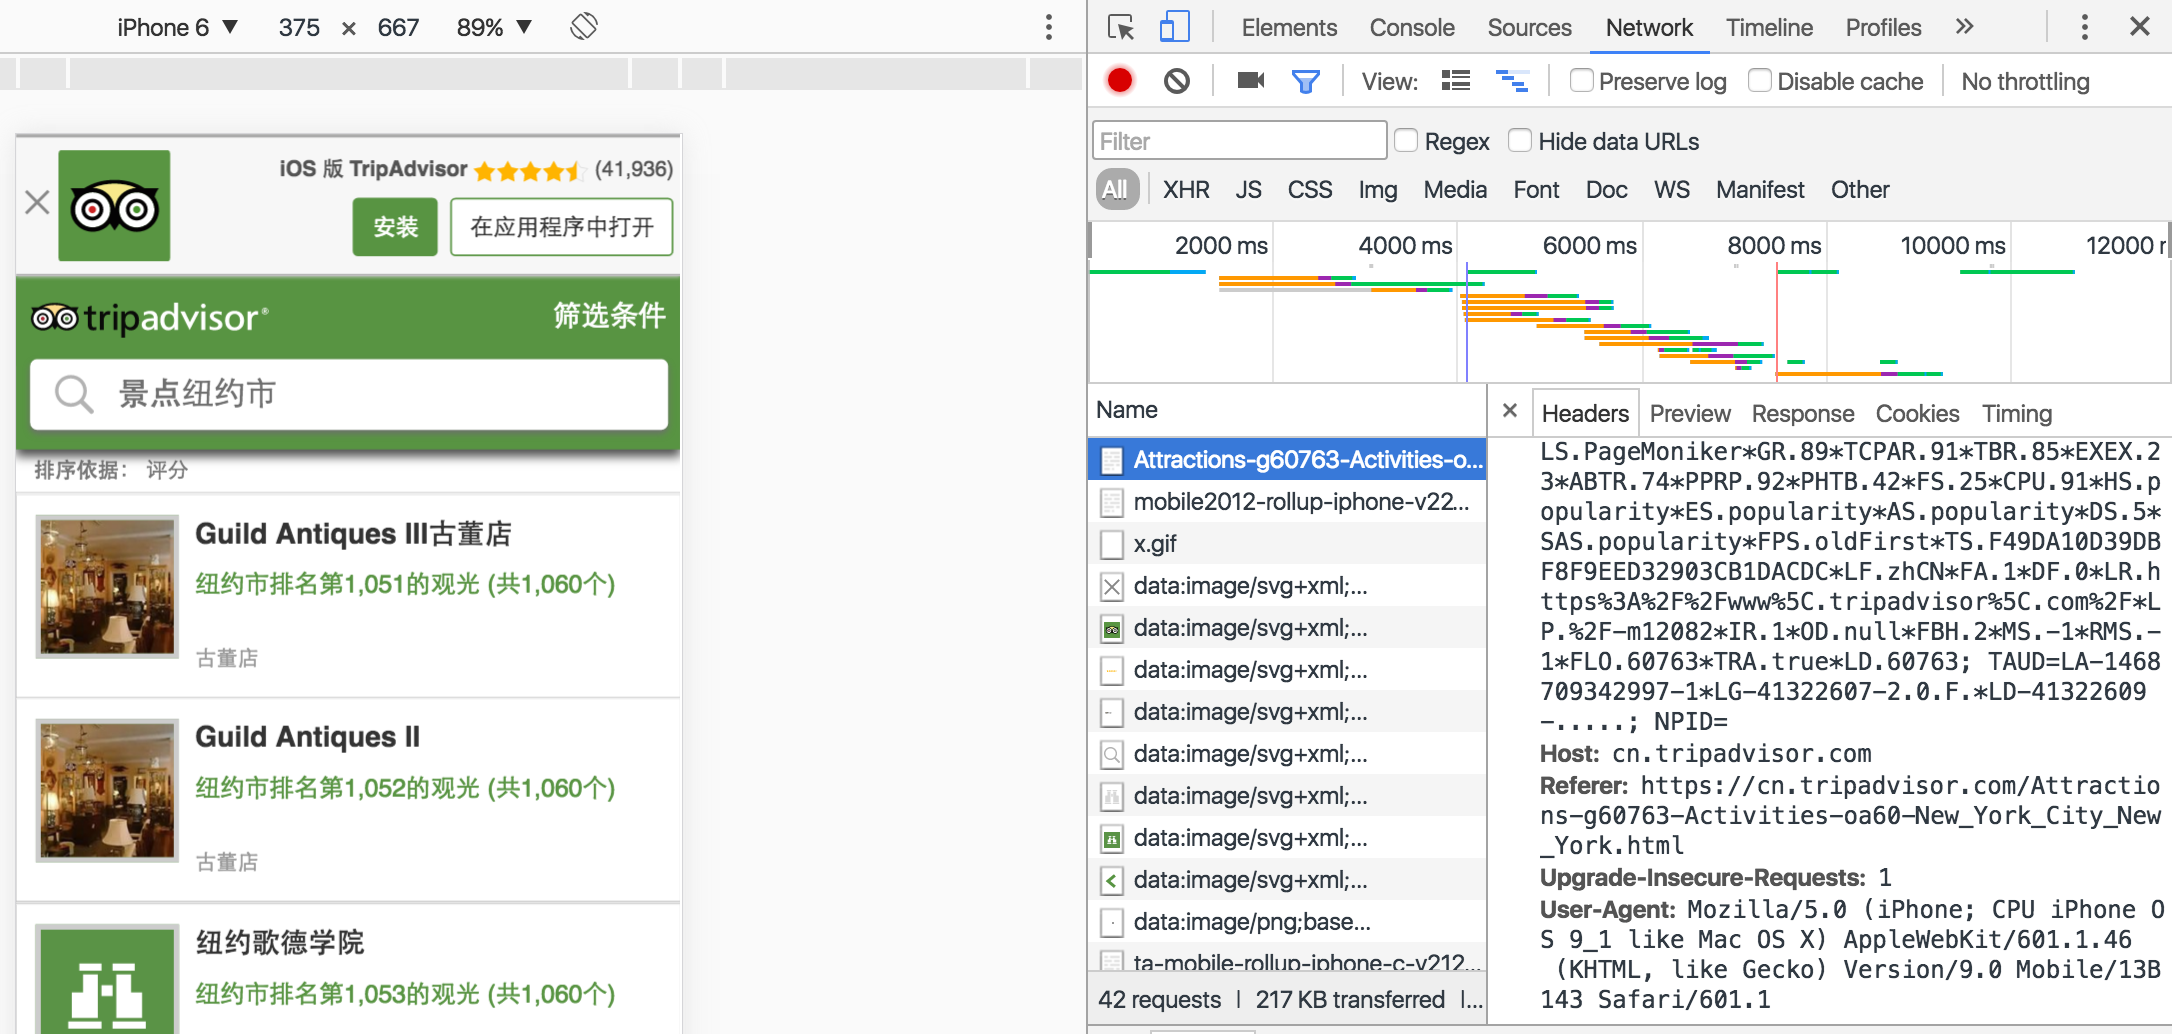 iPhone 6 ▼ 375 × 667 89% ▼
iOS 版 TripAdvisor (41,936)
安装 在应用程序中打开
tripadvisor® 筛选条件
景点纽约市
排序依据： 评分
Guild Antiques III古董店
纽约市排名第1,051的观光 (共1,060个)
古董店
Guild Antiques II
纽约市排名第1,052的观光 (共1,060个)
古董店
纽约歌德学院
纽约市排名第1,053的观光 (共1,060个)
Elements Console Sources Network Timeline Profiles »
View: Preserve log Disable cache No throttling
Filter Regex Hide data URLs
All XHR JS CSS Img Media Font Doc WS Manifest Other
2000 ms 4000 ms 6000 ms 8000 ms 10000 ms 12000 r
Name
Attractions-g60763-Activities-o...
mobile2012-rollup-iphone-v22...
x.gif
data:image/svg+xml;...
data:image/svg+xml;...
data:image/svg+xml;...
data:image/svg+xml;...
data:image/svg+xml;...
data:image/svg+xml;...
data:image/svg+xml;...
data:image/svg+xml;...
data:image/png;base...
ta-mobile-rollup-iphone-c-v212...
42 requests | 217 KB transferred |...
× Headers Preview Response Cookies Timing
LS.PageMoniker*GR.89*TCPAR.91*TBR.85*EXEX.2
3*ABTR.74*PPRP.92*PHTB.42*FS.25*CPU.91*HS.p
opularity*ES.popularity*AS.popularity*DS.5*
SAS.popularity*FPS.oldFirst*TS.F49DA10D39DB
F8F9EED32903CB1DACDC*LF.zhCN*FA.1*DF.0*LR.h
ttps%3A%2F%2Fwww%5C.tripadvisor%5C.com%2F*L
P.%2F-m12082*IR.1*OD.null*FBH.2*MS.-1*RMS.-
1*FLO.60763*TRA.true*LD.60763; TAUD=LA-1468
709342997-1*LG-41322607-2.0.F.*LD-41322609
-.....; NPID=
Host: cn.tripadvisor.com
Referer: https://cn.tripadvisor.com/Attractio
ns-g60763-Activities-oa60-New_York_City_New
_York.html
Upgrade-Insecure-Requests: 1
User-Agent: Mozilla/5.0 (iPhone; CPU iPhone O
S 9_1 like Mac OS X) AppleWebKit/601.1.46
(KHTML, like Gecko) Version/9.0 Mobile/13B
143 Safari/601.1